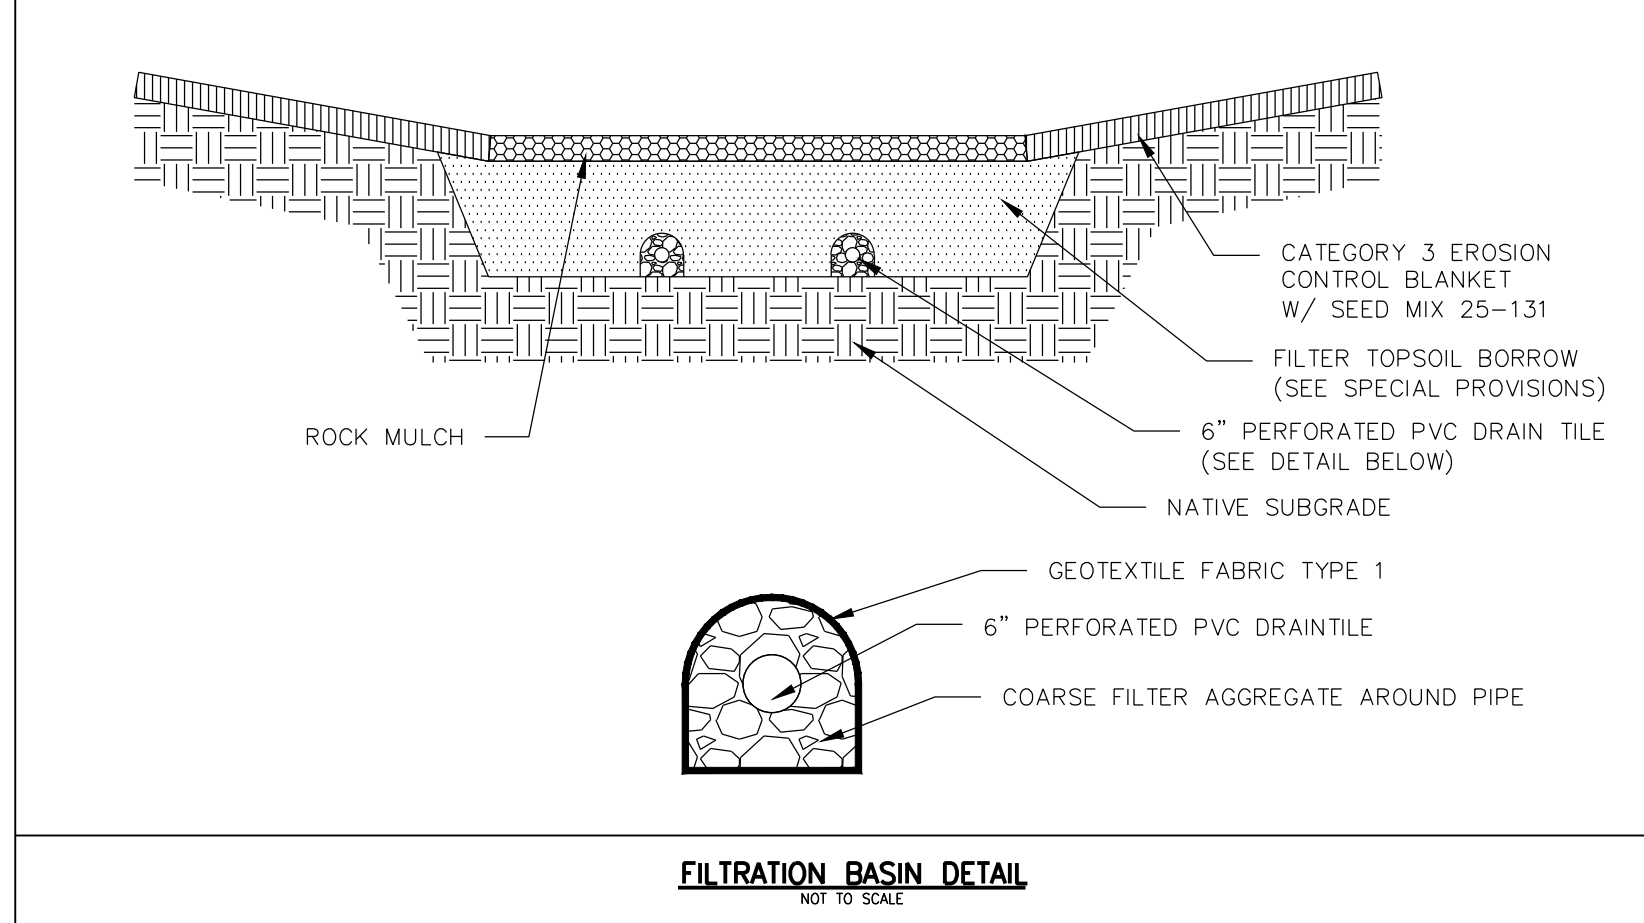 CATEGORY 3 EROSION
CONTROL BLANKET
W/ SEED MIX 25-131
FILTER TOPSOIL BORROW
(SEE SPECIAL PROVISIONS)
ROCK MULCH
6" PERFORATED PVC DRAIN TILE
(SEE DETAIL BELOW)
NATIVE SUBGRADE
GEOTEXTILE FABRIC TYPE 1
6" PERFORATED PVC DRAINTILE
COARSE FILTER AGGREGATE AROUND PIPE
FILTRATION BASIN DETAIL
NOT TO SCALE